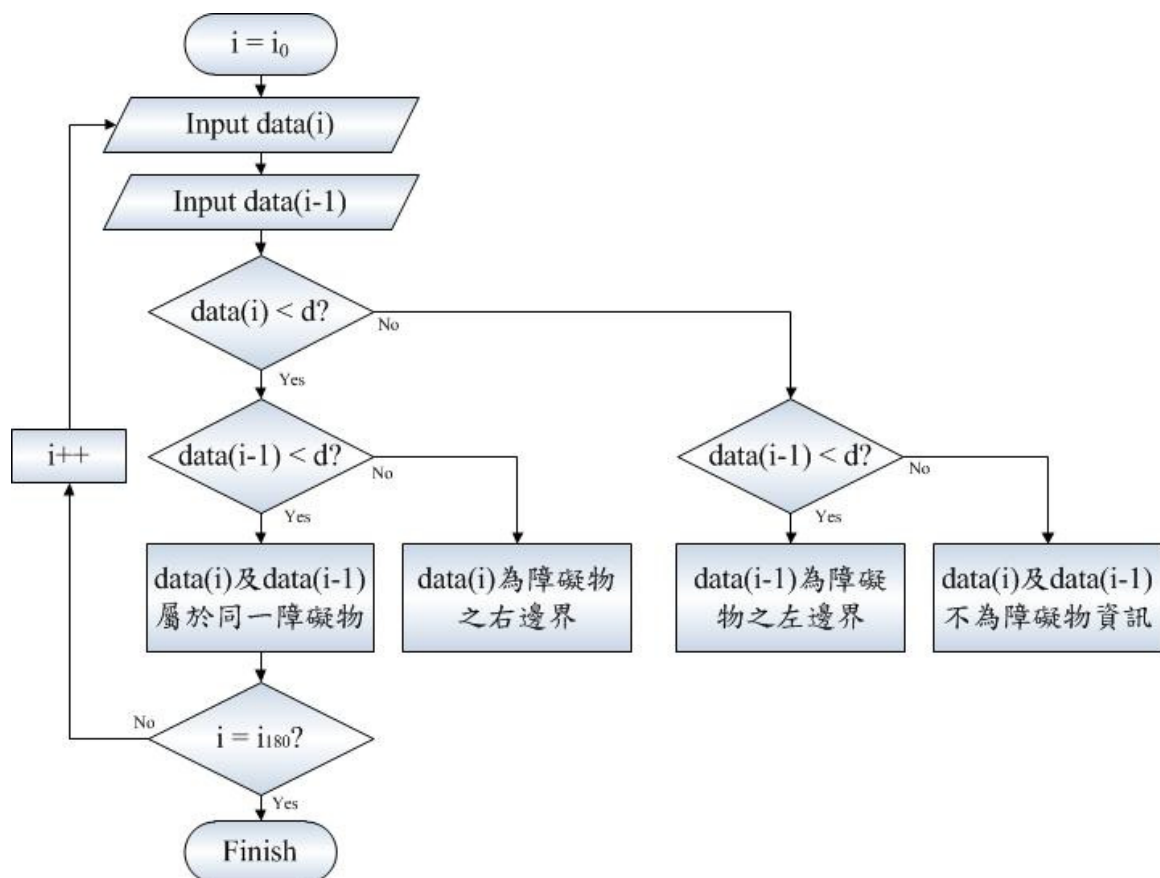 i = i₀
Input data(i)
Input data(i-1)
data(i) < d?
No
Yes
i++
data(i-1) < d?
No
Yes
data(i-1) < d?
No
Yes
data(i)及data(i-1)
屬於同一障礙物
data(i)為障礙物
之右邊界
data(i-1)為障礙
物之左邊界
data(i)及data(i-1)
不為障礙物資訊
No
i = i₁₈₀?
Yes
Finish